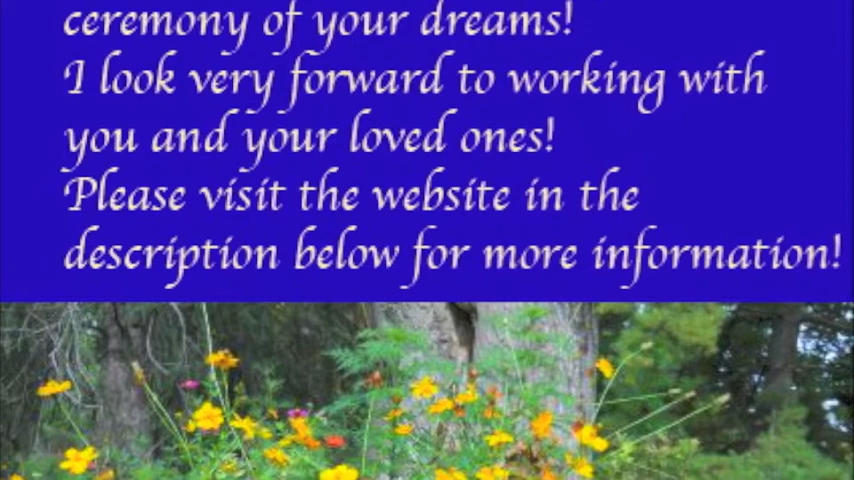 ceremony of your dreams!
I look very forward to working with
you and your loved ones!
Please visit the website in the
description below for more information!